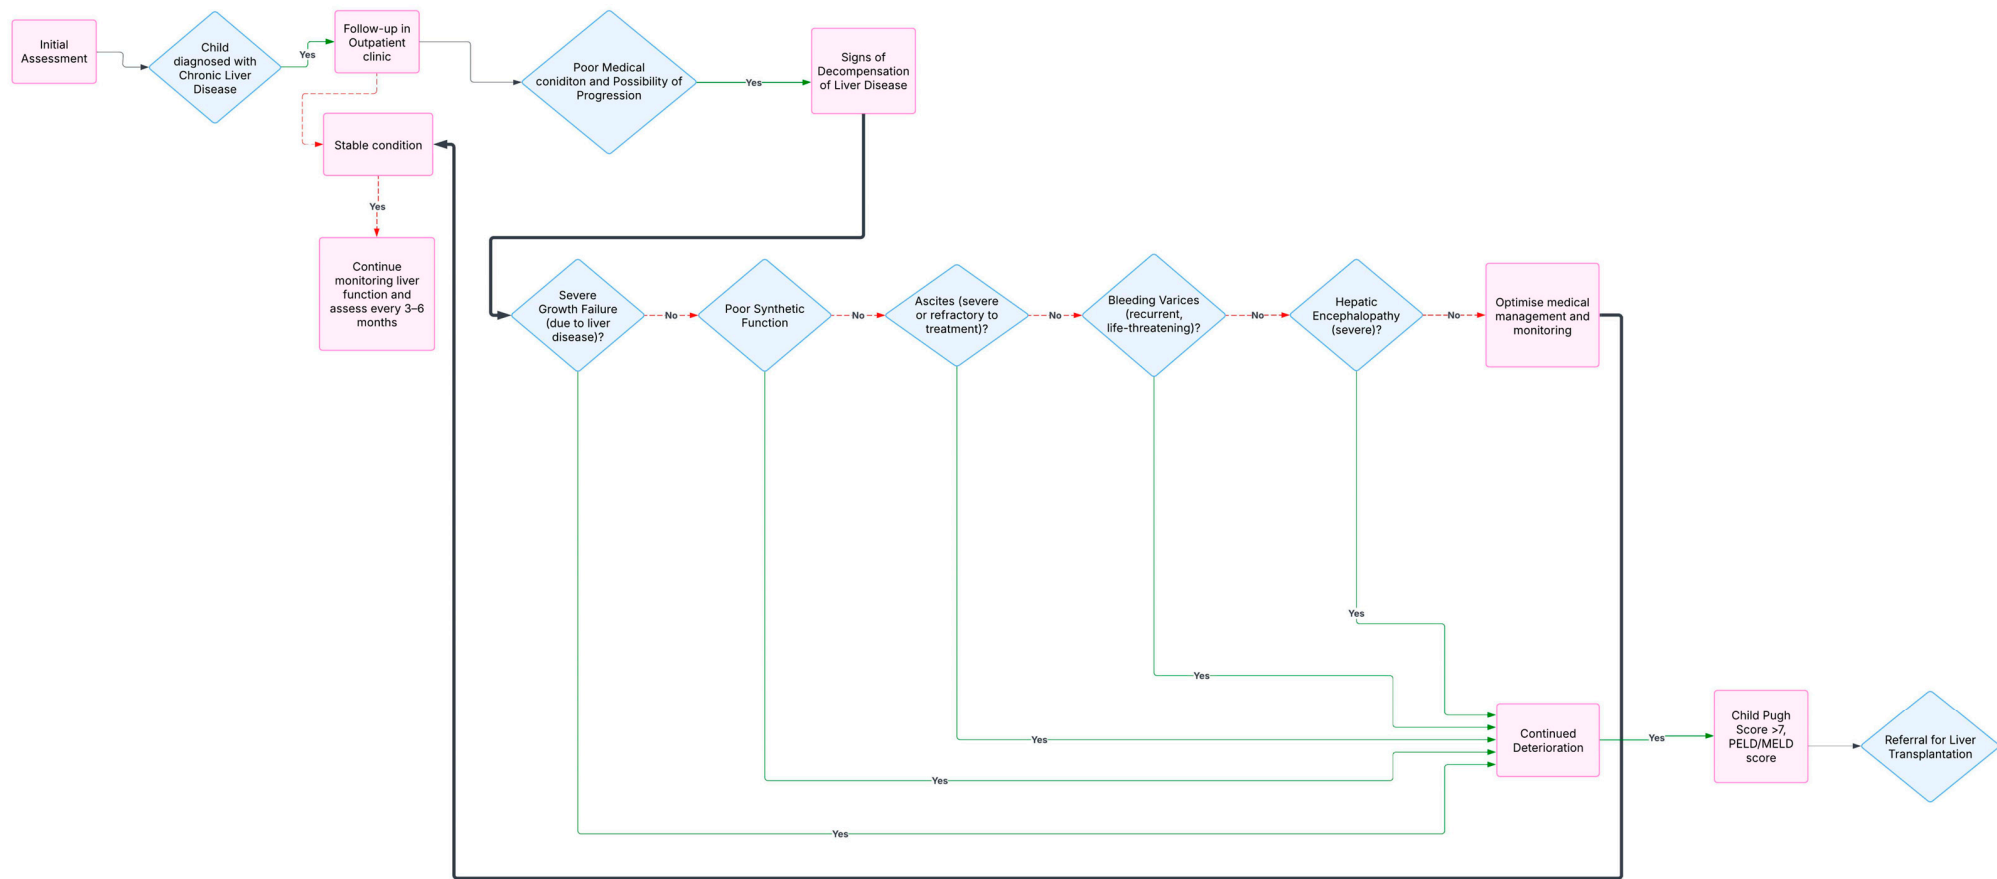 Initial
Assessment
Child
diagnosed with
Chronic Liver
Disease
Yes
Follow-up in
Outpatient
clinic
Poor Medical
coniditon and Possibility of
Progression
Yes
Signs of
Decompensation
of Liver Disease
Stable condition
Yes
Continue
monitoring liver
function and
assess every 3–6
months
Severe
Growth Failure
(due to liver
disease)?
No
Poor Synthetic
Function
No
Ascites (severe
or refractory to
treatment)?
No
Bleeding Varices
(recurrent,
life-threatening)?
No
Hepatic
Encephalopathy
(severe)?
No
Optimise medical
management and
monitoring
Yes
Yes
Yes
Yes
Yes
Continued
Deterioration
Yes
Child Pugh
Score >7,
PELD/MELD
score
Referral for Liver
Transplantation